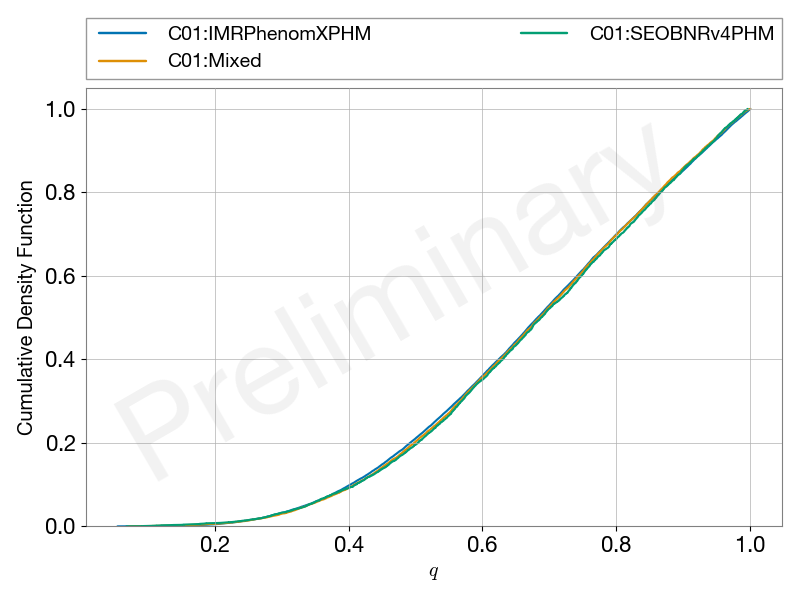 C01:IMRPhenomXPHM
C01:Mixed
C01:SEOBNRv4PHM
Preliminary
Cumulative Density Function
1.0
0.8
0.6
0.4
0.2
0.0
0.2 0.4 0.6 0.8 1.0
q